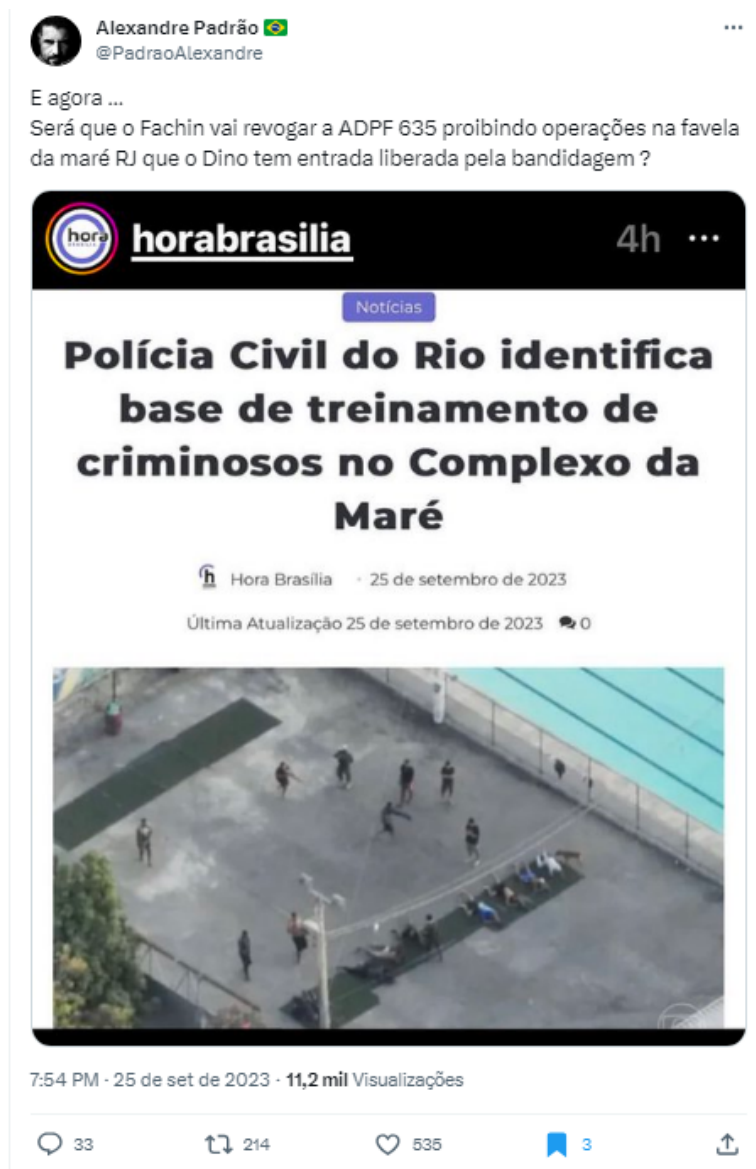 Alexandre Padrão 🇧🇷
@PadraoAlexandre
E agora ...
Será que o Fachin vai revogar a ADPF 635 proibindo operações na favela
da maré RJ que o Dino tem entrada liberada pela bandidagem ?
hora
horabrasilia
4h
Notícias
Polícia Civil do Rio identifica
base de treinamento de
criminosos no Complexo da
Maré
h Hora Brasília · 25 de setembro de 2023
Última Atualização 25 de setembro de 2023 0
7:54 PM · 25 de set de 2023 · 11,2 mil Visualizações
33 214 535 3